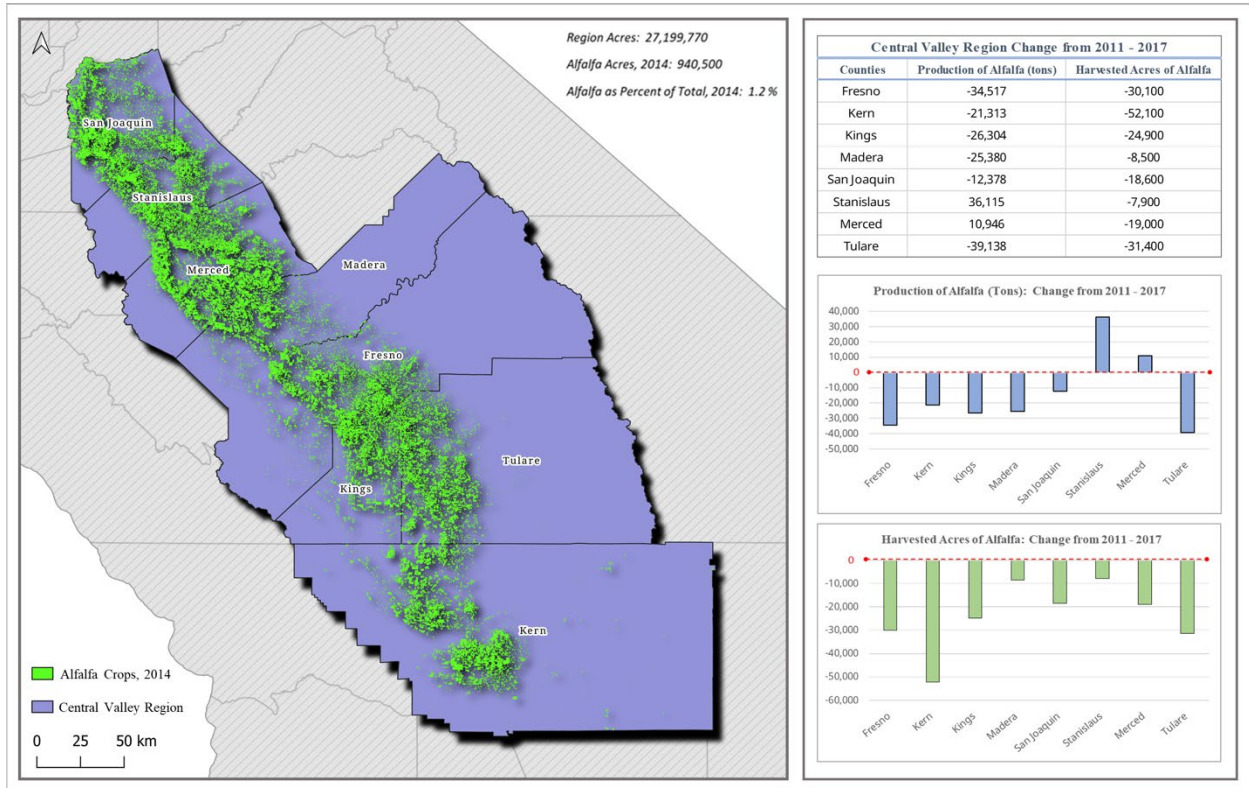 Region Acres: 27,199,770
Alfalfa Acres, 2014: 940,500
Alfalfa as Percent of Total, 2014: 1.2 %
San Joaquin
Stanislaus
Merced
Madera
Fresno
Tulare
Kings
Kern
Alfalfa Crops, 2014
Central Valley Region
0 25 50 km
Central Valley Region Change from 2011 - 2017
Counties Production of Alfalfa (tons) Harvested Acres of Alfalfa
Fresno -34,517 -30,100
Kern -21,313 -52,100
Kings -26,304 -24,900
Madera -25,380 -8,500
San Joaquin -12,378 -18,600
Stanislaus 36,115 -7,900
Merced 10,946 -19,000
Tulare -39,138 -31,400
Production of Alfalfa (Tons): Change from 2011 - 2017
40,000
30,000
20,000
10,000
0
-10,000
-20,000
-30,000
-40,000
-50,000
Fresno Kern Kings Madera San Joaquin Stanislaus Merced Tulare
Harvested Acres of Alfalfa: Change from 2011 - 2017
0
-10,000
-20,000
-30,000
-40,000
-50,000
-60,000
Fresno Kern Kings Madera San Joaquin Stanislaus Merced Tulare